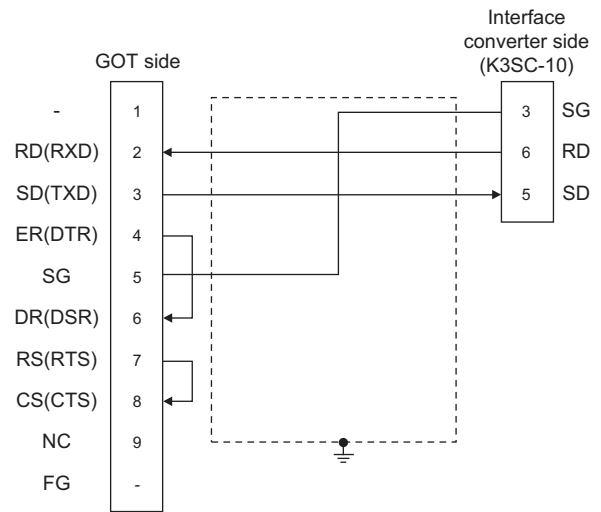 Interface
converter side
(K3SC-10)
GOT side
- 1
RD(RXD) 2
SD(TXD) 3
ER(DTR) 4
SG 5
DR(DSR) 6
RS(RTS) 7
CS(CTS) 8
NC 9
FG -
3 SG
6 RD
5 SD